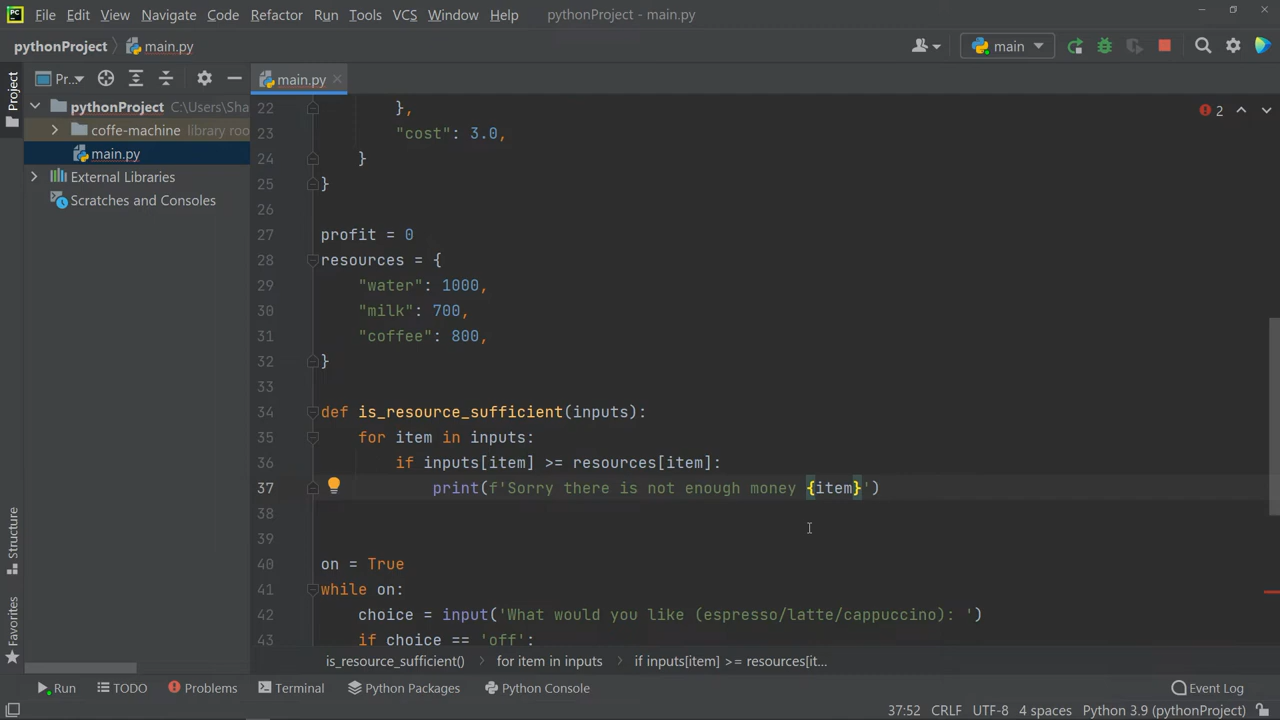 PC File Edit View Navigate Code Refactor Run Tools VCS Window Help pythonProject - main.py
pythonProject main.py main
Project Pr... main.py
pythonProject C:\Users\Sha
coffe-machine library roo
main.py
External Libraries
Scratches and Consoles
2
22 },
23 "cost": 3.0,
24 }
25 }
26
27 profit = 0
28 resources = {
29 "water": 1000,
30 "milk": 700,
31 "coffee": 800,
32 }
33
34 def is_resource_sufficient(inputs):
35 for item in inputs:
36 if inputs[item] >= resources[item]:
37 print(f'Sorry there is not enough money {item}')
38
39
40 on = True
41 while on:
42 choice = input('What would you like (espresso/latte/cappuccino): ')
43 if choice == 'off':
Structure
Favorites
is_resource_sufficient() for item in inputs if inputs[item] >= resources[it...
Run TODO Problems Terminal Python Packages Python Console Event Log
37:52 CRLF UTF-8 4 spaces Python 3.9 (pythonProject)